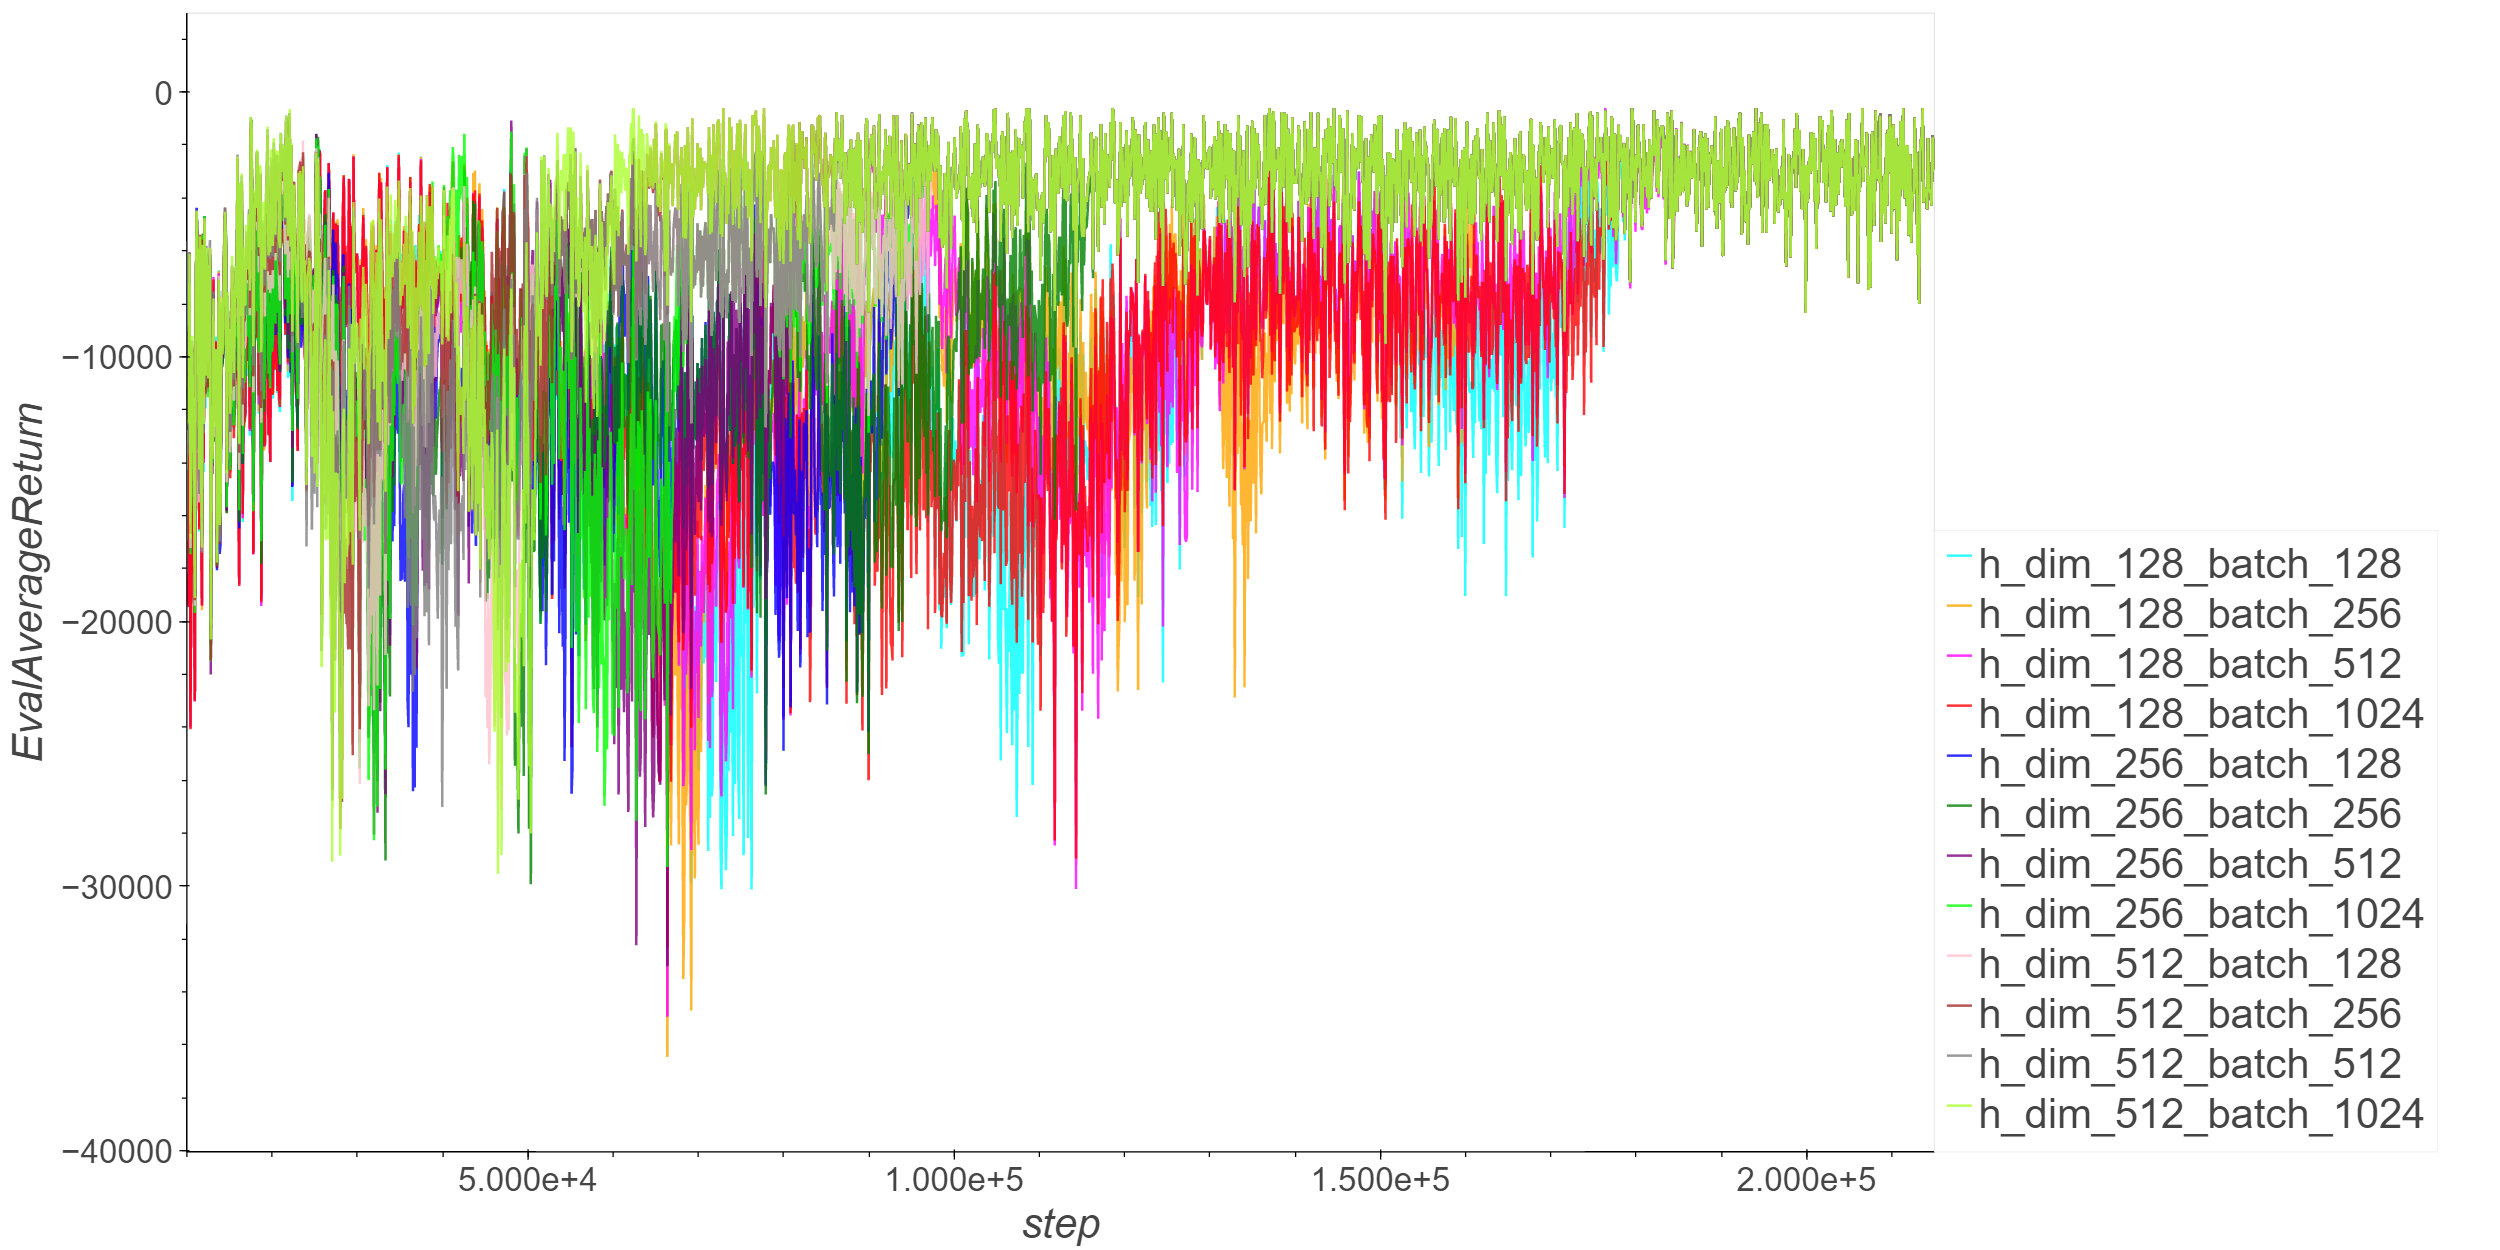 EvalAverageReturn
0
−10000
−20000
−30000
−40000
5.000e+4 1.000e+5 1.500e+5 2.000e+5
step
h_dim_128_batch_128
h_dim_128_batch_256
h_dim_128_batch_512
h_dim_128_batch_1024
h_dim_256_batch_128
h_dim_256_batch_256
h_dim_256_batch_512
h_dim_256_batch_1024
h_dim_512_batch_128
h_dim_512_batch_256
h_dim_512_batch_512
h_dim_512_batch_1024